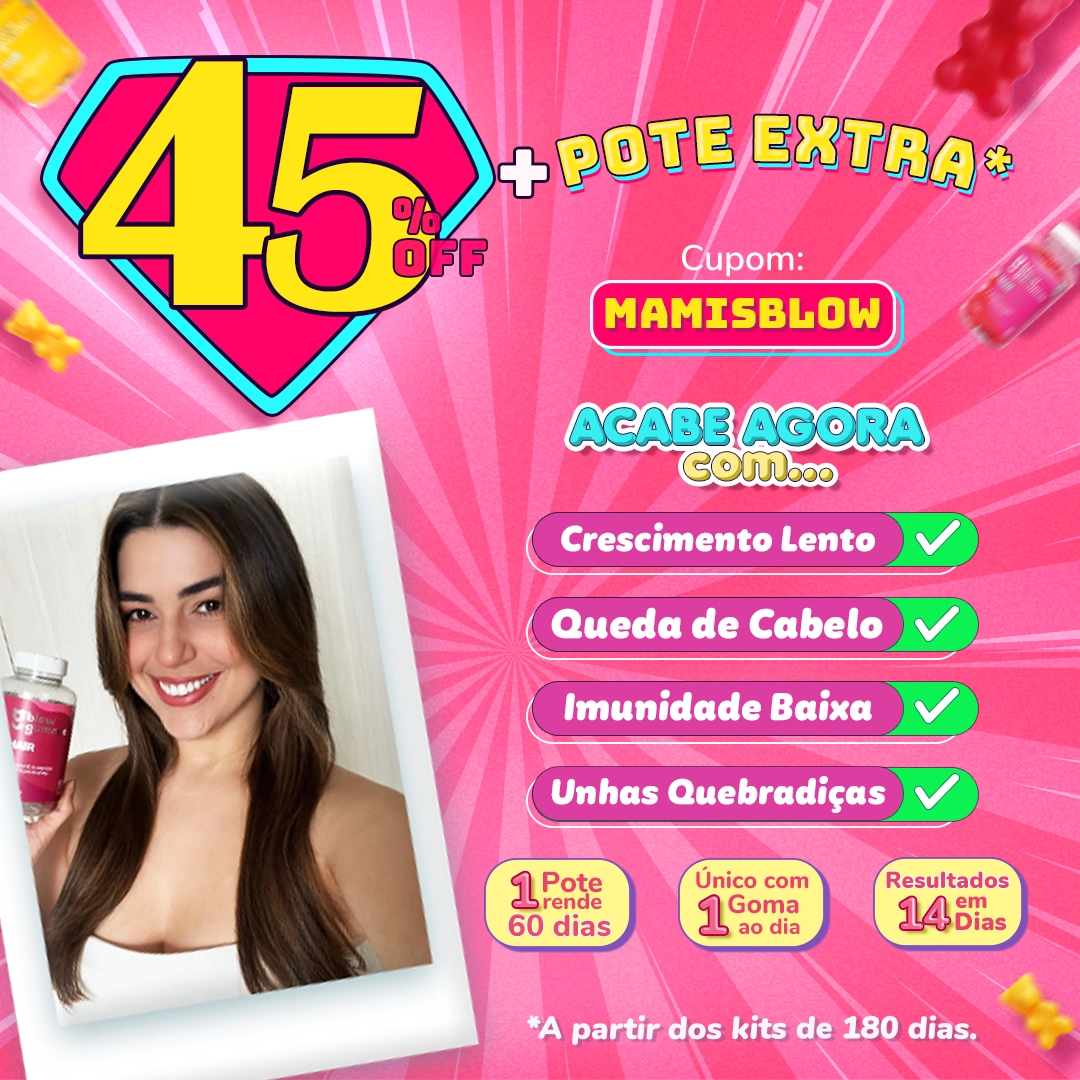 45
%
OFF
+ POTE EXTRA*
Cupom:
MAMISBLOW
ACABE AGORA
com...
Crescimento Lento
Queda de Cabelo
Imunidade Baixa
Unhas Quebradiças
blow
HAIR
1 Pote
rende
60 dias
Único com
1 Goma
ao dia
Resultados
14 em
Dias
*A partir dos kits de 180 dias.